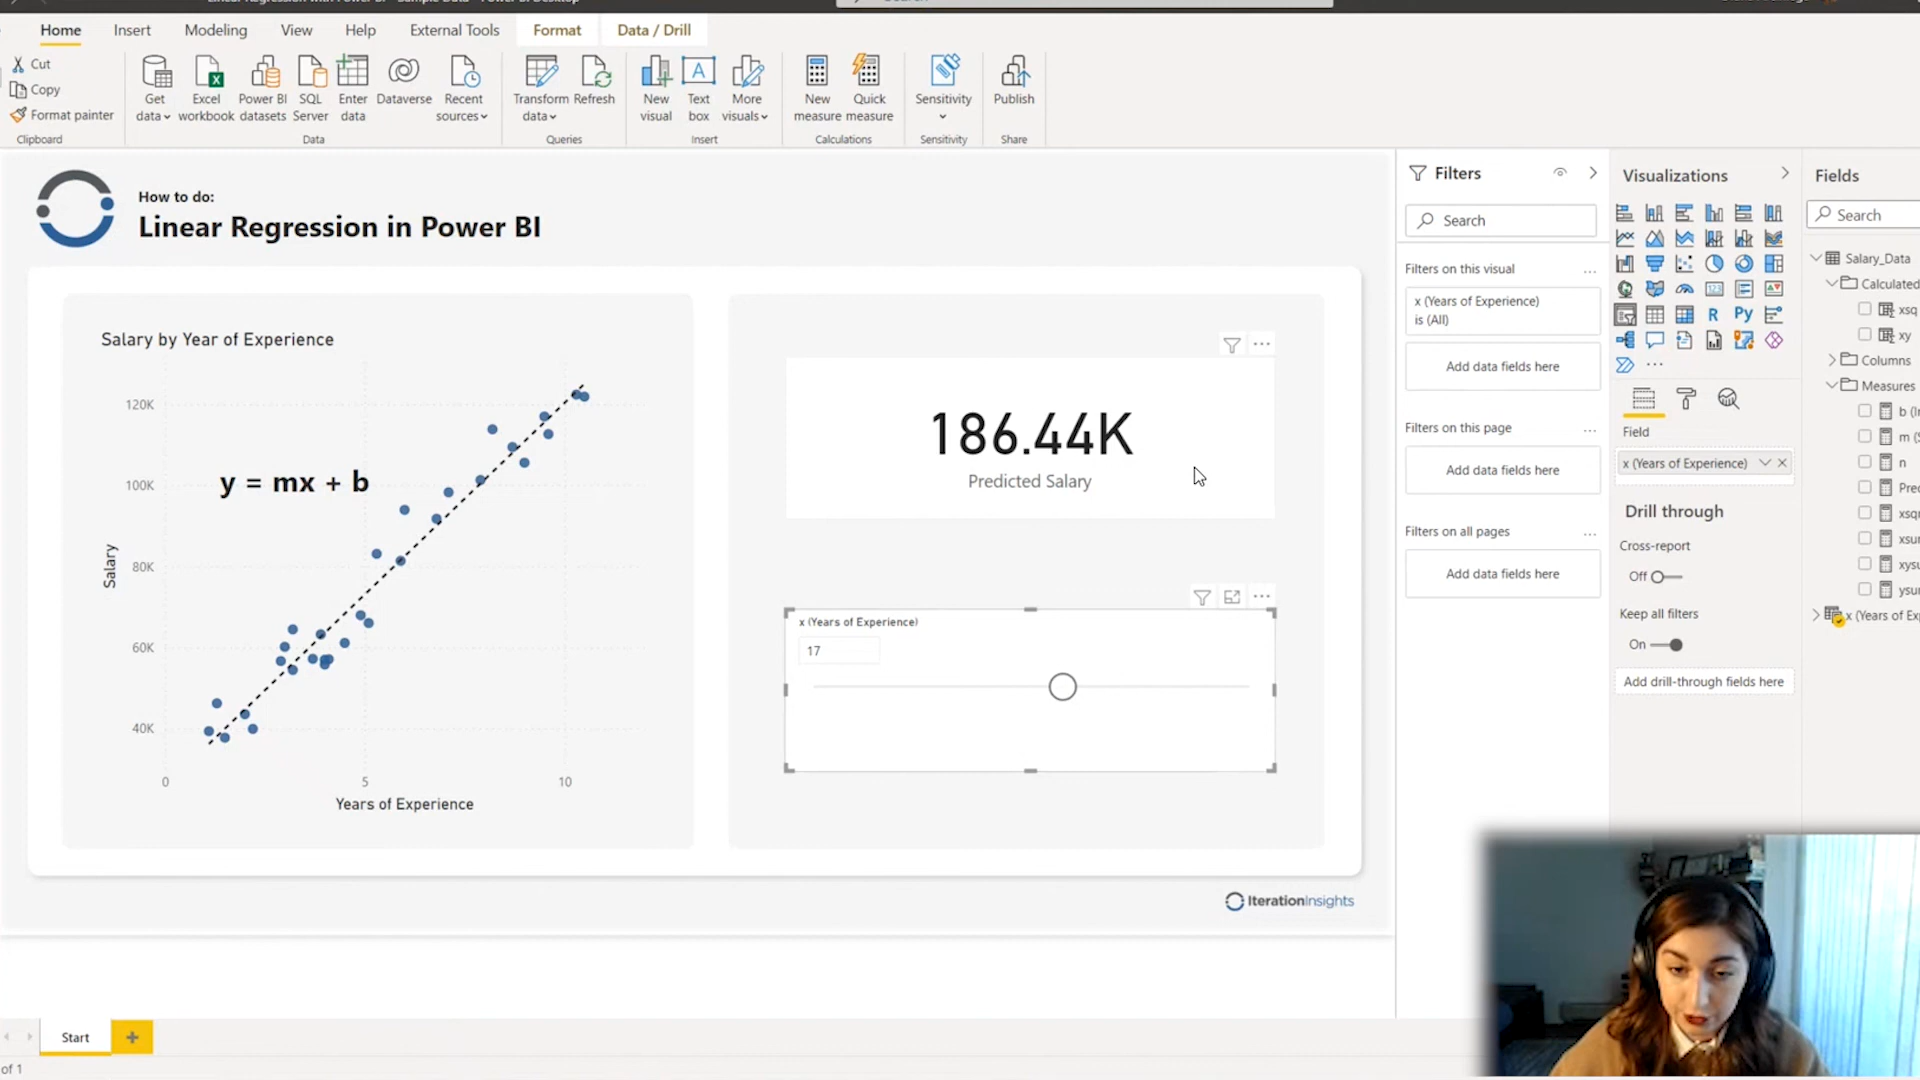 Home Insert Modeling View Help External Tools Format Data / Drill
Cut
Copy
Format painter
Clipboard
Get data
Excel workbook
Power BI datasets
SQL Server
Enter data
Dataverse
Recent sources
Data
Transform data
Refresh
Queries
New visual
Text box
More visuals
Insert
New measure
Quick measure
Calculations
Sensitivity
Sensitivity
Publish
Share
How to do:
Linear Regression in Power BI
Salary by Year of Experience
120K
100K
80K
60K
40K
y = mx + b
Salary
0 5 10
Years of Experience
186.44K
Predicted Salary
x (Years of Experience)
17
IterationInsights
Start
of 1
Filters
Search
Filters on this visual
x (Years of Experience)
is (All)
Add data fields here
Filters on this page
Add data fields here
Filters on all pages
Add data fields here
Visualizations
R Py
Field
x (Years of Experience)
Drill through
Cross-report
Off
Keep all filters
On
Add drill-through fields here
Fields
Search
Salary_Data
Calculated
xsq
xy
Columns
Measures
b
m
n
x (Years of